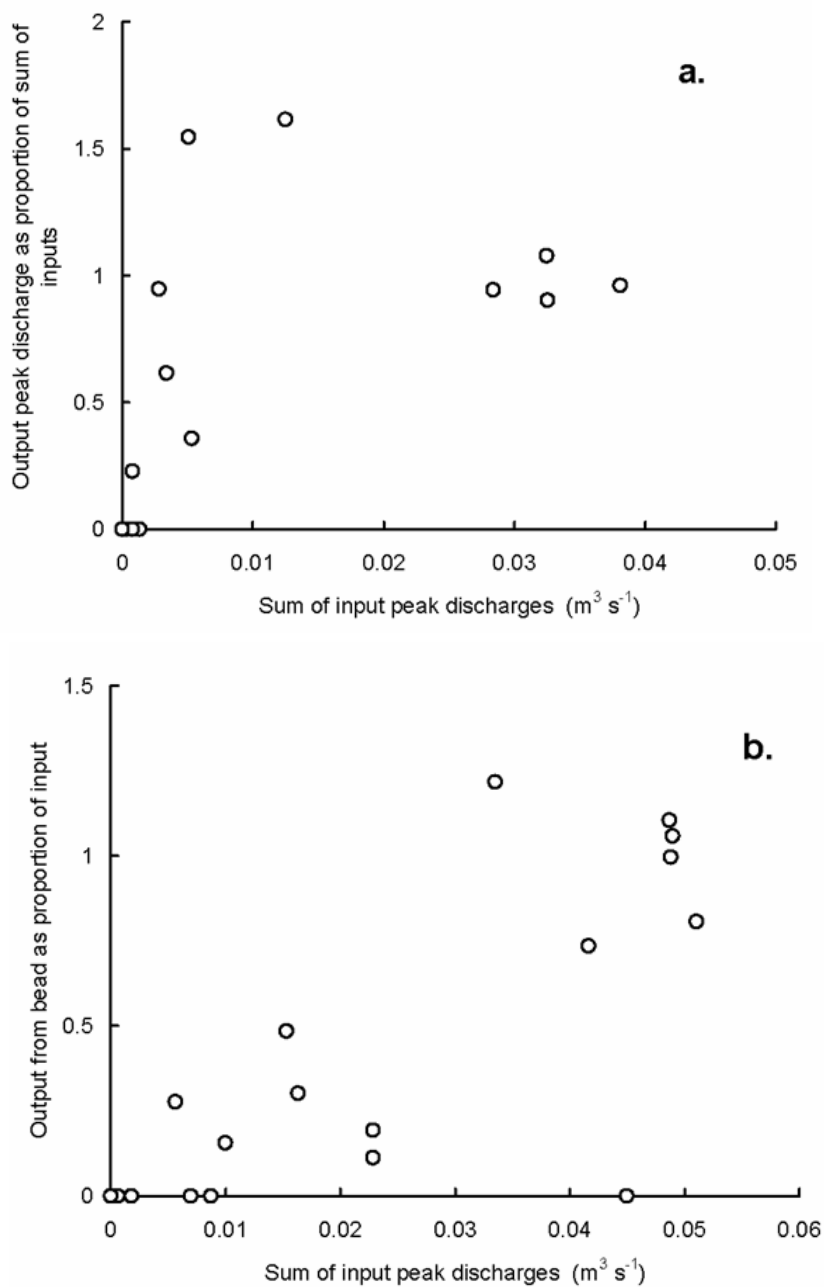 2
a.
1.5
1
0.5
0
Output peak discharge as proportion of sum of
inputs
0 0.01 0.02 0.03 0.04 0.05
Sum of input peak discharges (m³ s⁻¹)
1.5
b.
1
0.5
0
Output from bead as proportion of input
0 0.01 0.02 0.03 0.04 0.05 0.06
Sum of input peak discharges (m³ s⁻¹)